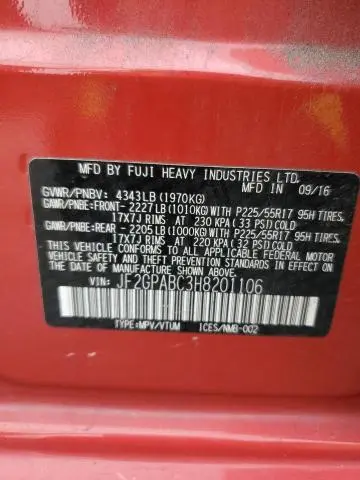 MFD BY FUJI HEAVY INDUSTRIES LTD.
IN 09/16
GVWR/PNBV: 4343LB(1970KG)
GAWR/PNBE:FRONT-2227LB(1010KG)WITH P225/55R17 95H TIRES,
17X7J RIMS AT 230 KPA(33 PSI)COLD
GAWR/PNBE:REAR-2205LB(1000KG)WITH P225/55R17 95H TIRES,
17X7J RIMS AT 220 KPA(32 PSI)COLD
THIS VEHICLE CONFORMS TO ALL APPLICABLE FEDERAL MOTOR
VEHICLE SAFETY AND THEFT PREVENTION STANDARDS IN EFFECT
ON THE DATE OF MANUFACTURE SHOWN ABOVE.
VIN: JF2GPABC3H8201106
TYPE:MPV/VTUM ICES/NMB-002